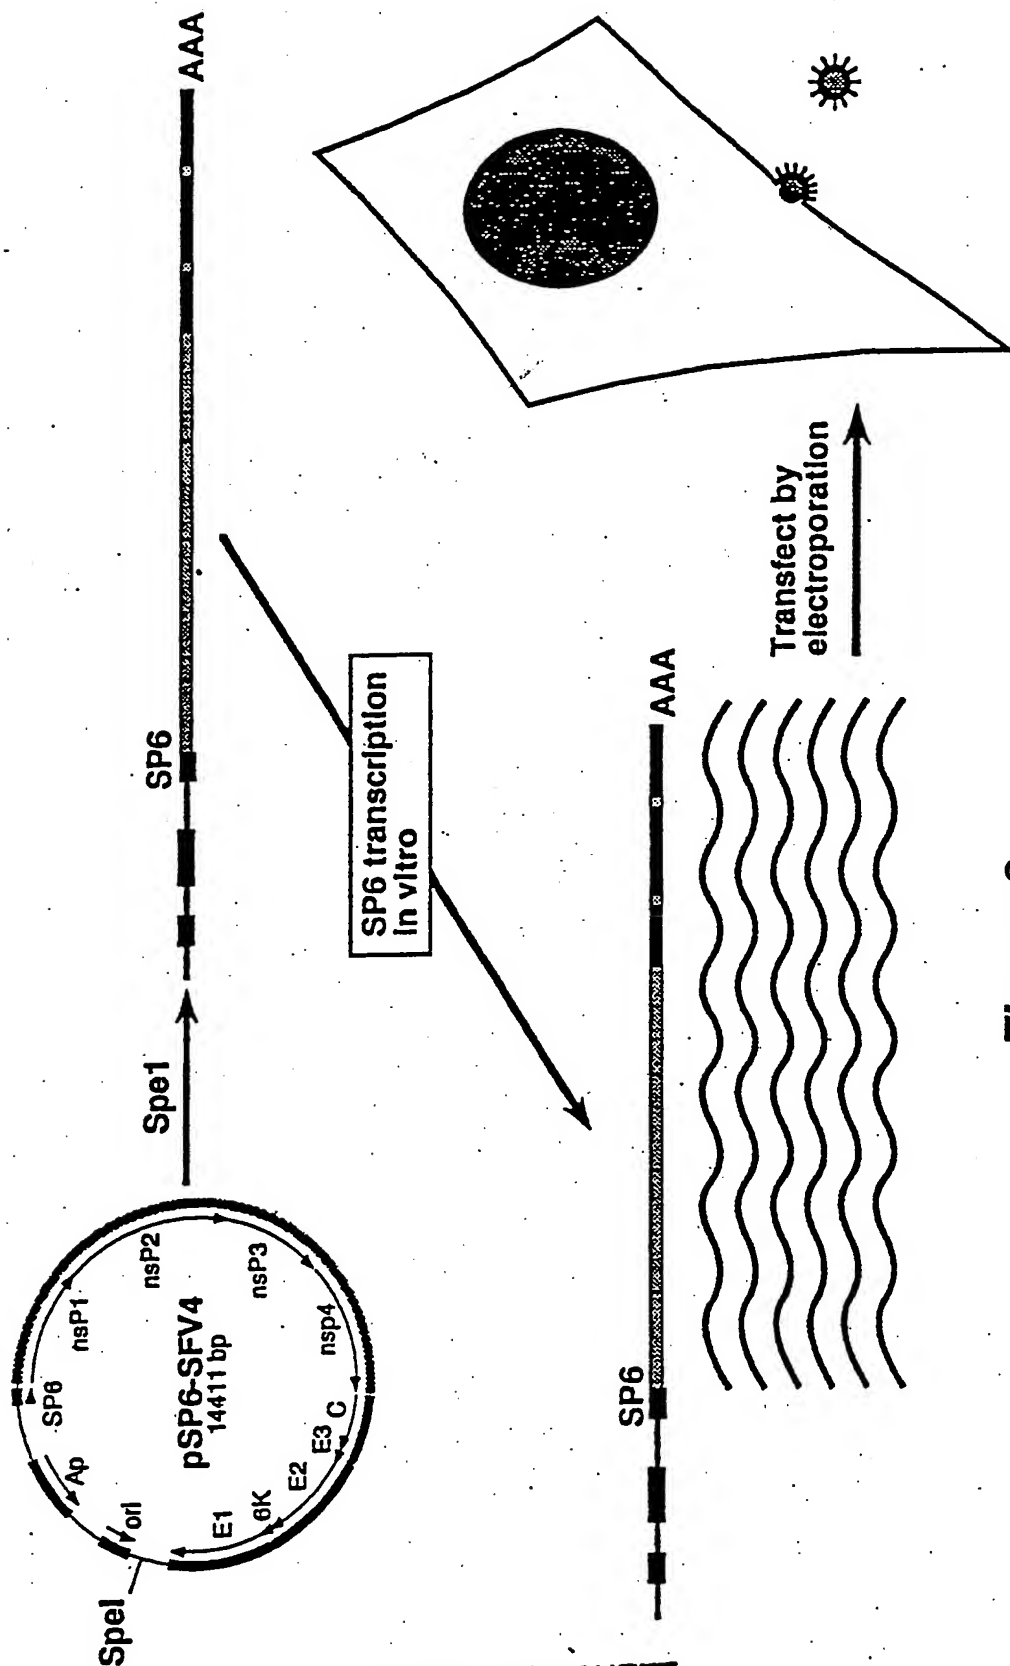 SpeI
SP6
nsP1
nsP2
nsP3
nsp4
C
E3
E2
6K
E1
ori
Ap
pSP6-SFV4
14411 bp
Spe1
SP6
AAA
SP6 transcription
in vitro
SP6
AAA
Transfect by
electroporation